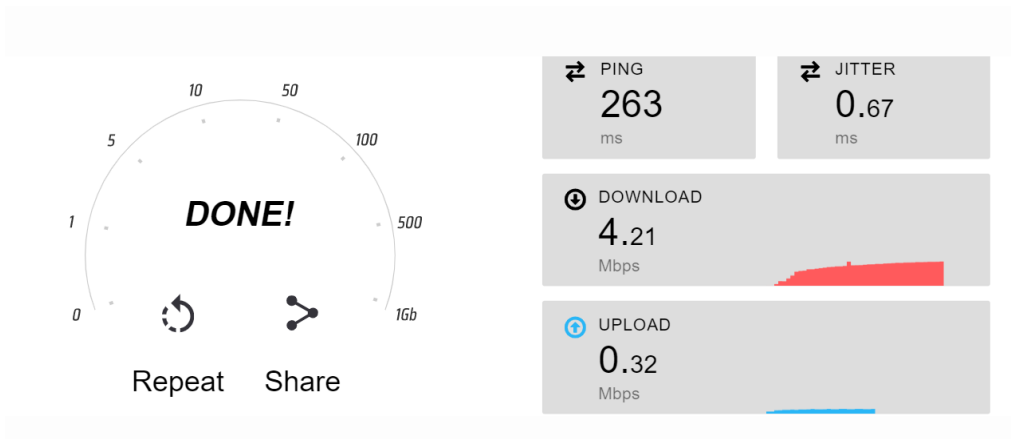 0
1
5
10
50
100
500
1Gb
DONE!
Repeat
Share
PING
263
ms
JITTER
0.67
ms
DOWNLOAD
4.21
Mbps
UPLOAD
0.32
Mbps